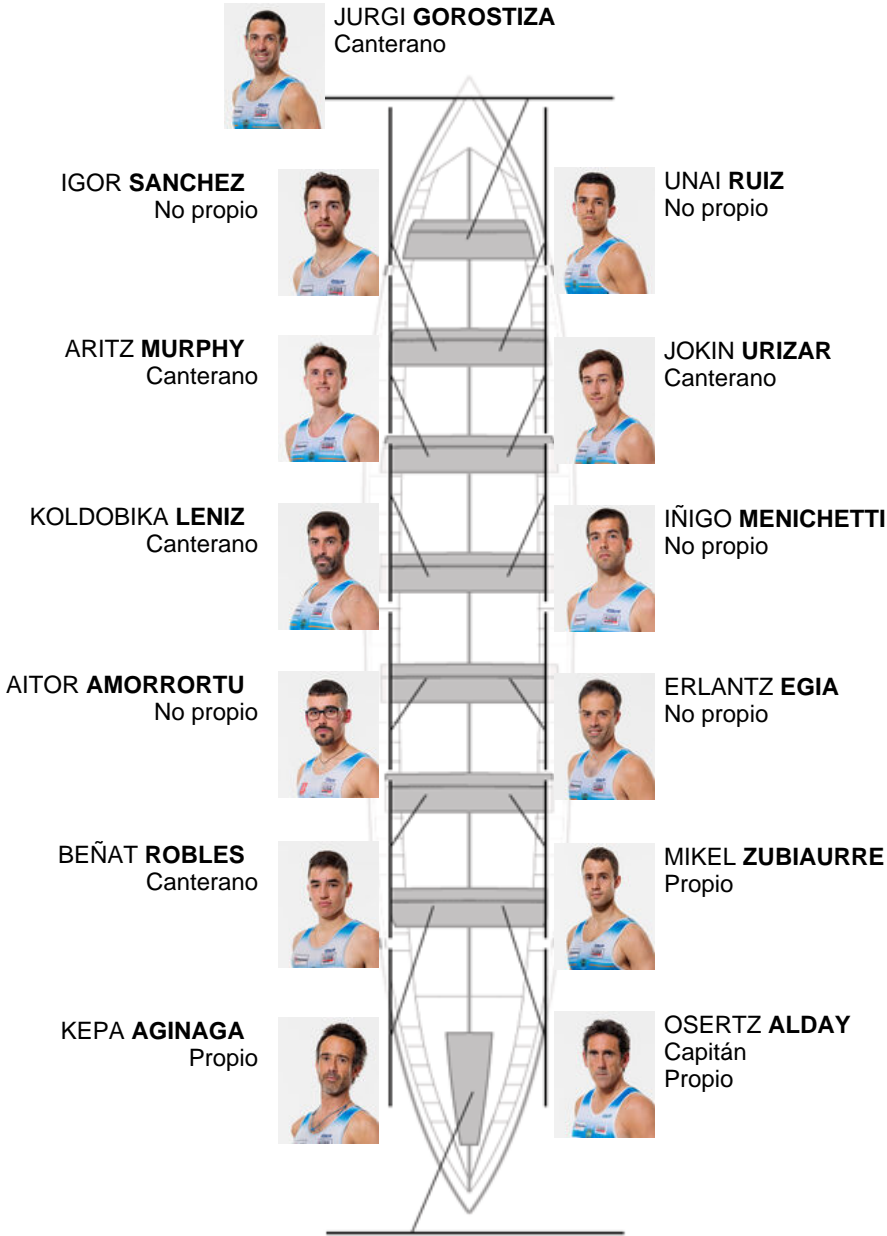 JURGI GOROSTIZA
Canterano
IGOR SANCHEZ
No propio
UNAI RUIZ
No propio
ARITZ MURPHY
Canterano
JOKIN URIZAR
Canterano
KOLDOBIKA LENIZ
Canterano
IÑIGO MENICHETTI
No propio
AITOR AMORRORTU
No propio
ERLANTZ EGIA
No propio
BEÑAT ROBLES
Canterano
MIKEL ZUBIAURRE
Propio
KEPA AGINAGA
Propio
OSERTZ ALDAY
Capitán
Propio